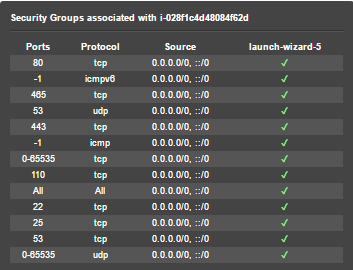 Security Groups associated with i-028f1c4d48084f62d
Ports Protocol Source launch-wizard-5
80 tcp 0.0.0.0/0, ::/0 ✓
-1 icmpv6 0.0.0.0/0, ::/0 ✓
465 tcp 0.0.0.0/0, ::/0 ✓
53 udp 0.0.0.0/0, ::/0 ✓
443 tcp 0.0.0.0/0, ::/0 ✓
-1 icmp 0.0.0.0/0, ::/0 ✓
0-65535 tcp 0.0.0.0/0, ::/0 ✓
110 tcp 0.0.0.0/0, ::/0 ✓
All All 0.0.0.0/0, ::/0 ✓
22 tcp 0.0.0.0/0, ::/0 ✓
25 tcp 0.0.0.0/0, ::/0 ✓
53 tcp 0.0.0.0/0, ::/0 ✓
0-65535 udp 0.0.0.0/0, ::/0 ✓